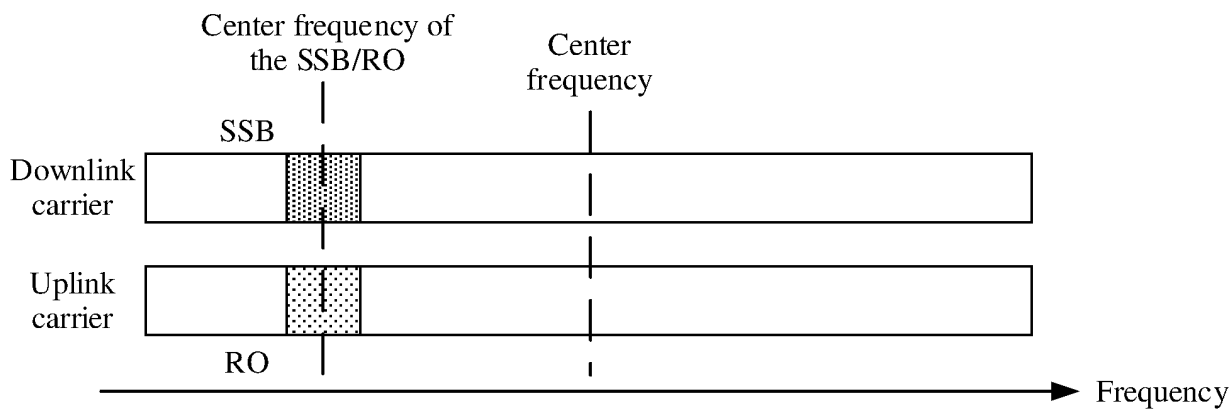 Center frequency of
the SSB/RO
Center
frequency
SSB
Downlink
carrier
Uplink
carrier
RO
Frequency